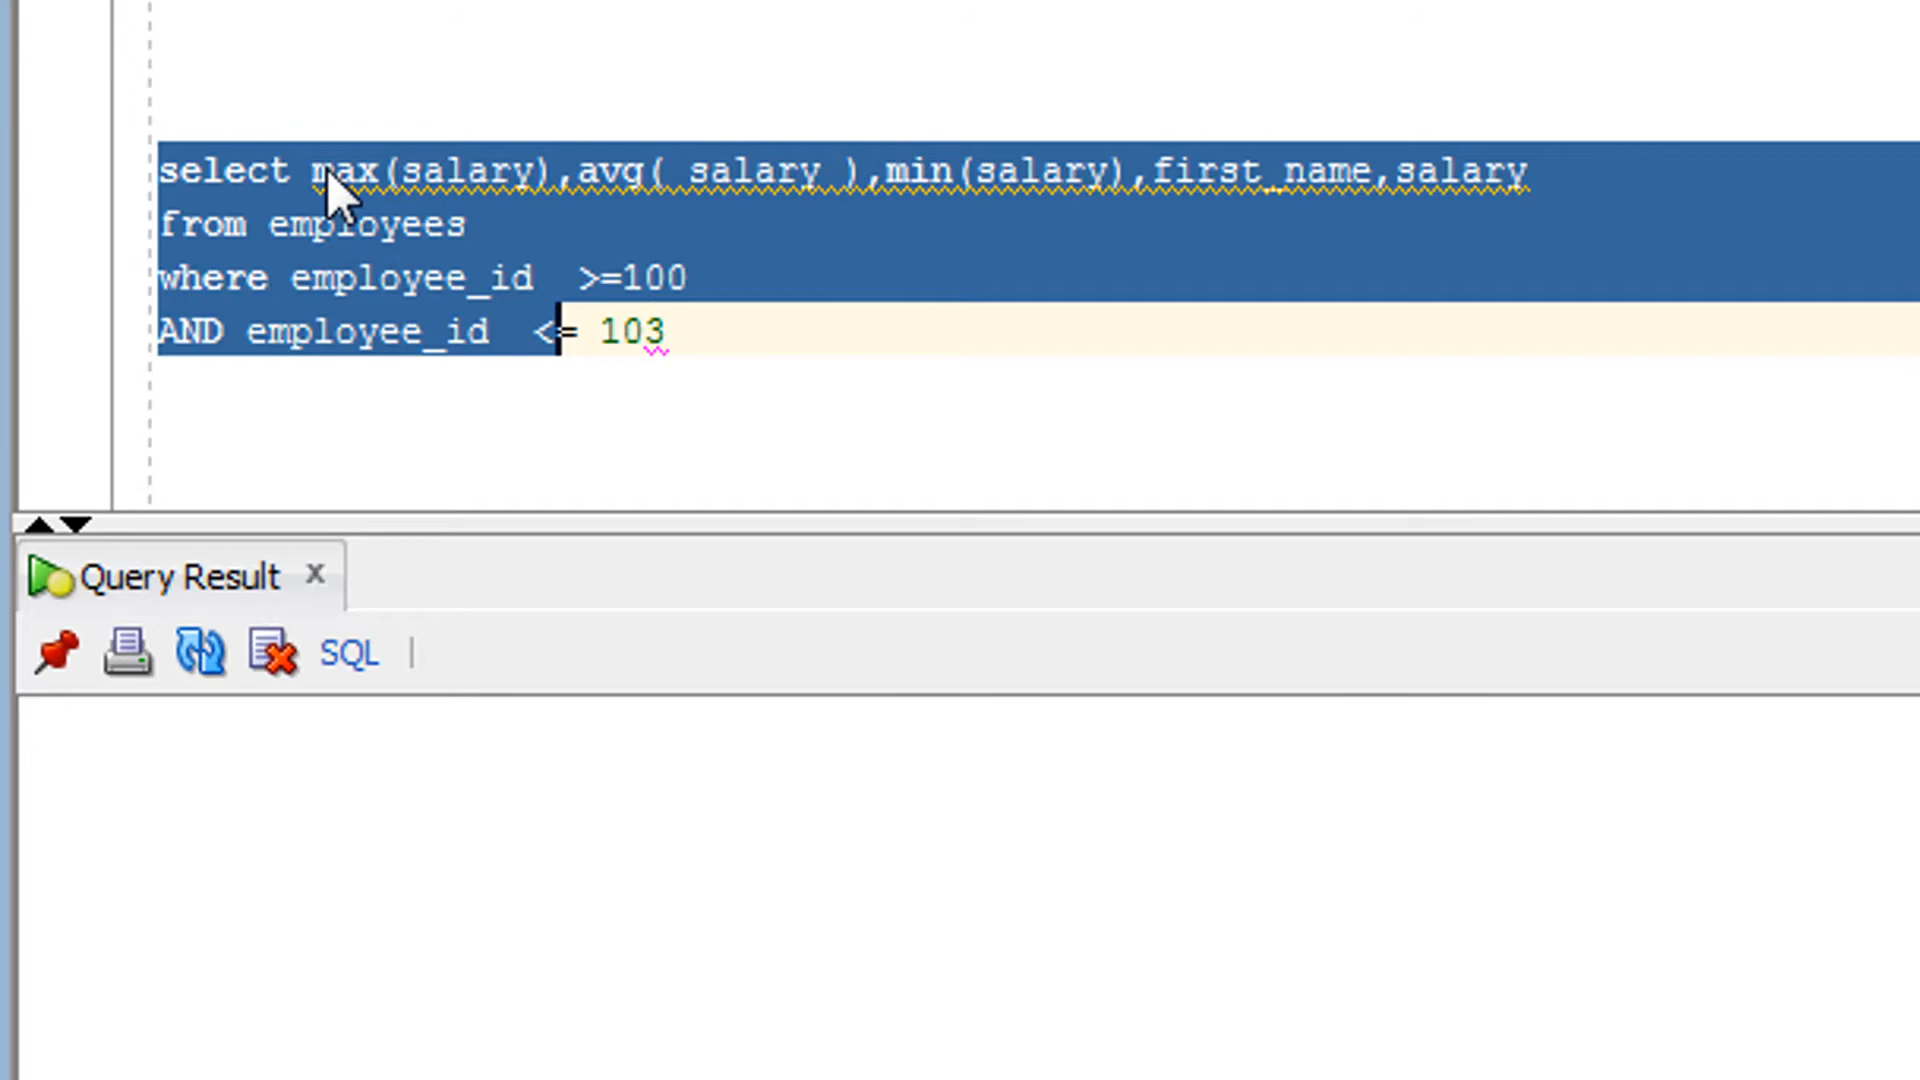 select max(salary),avg( salary ),min(salary),first_name,salary
from employees
where employee_id  >=100
AND employee_id  <= 103
Query Result x
SQL |